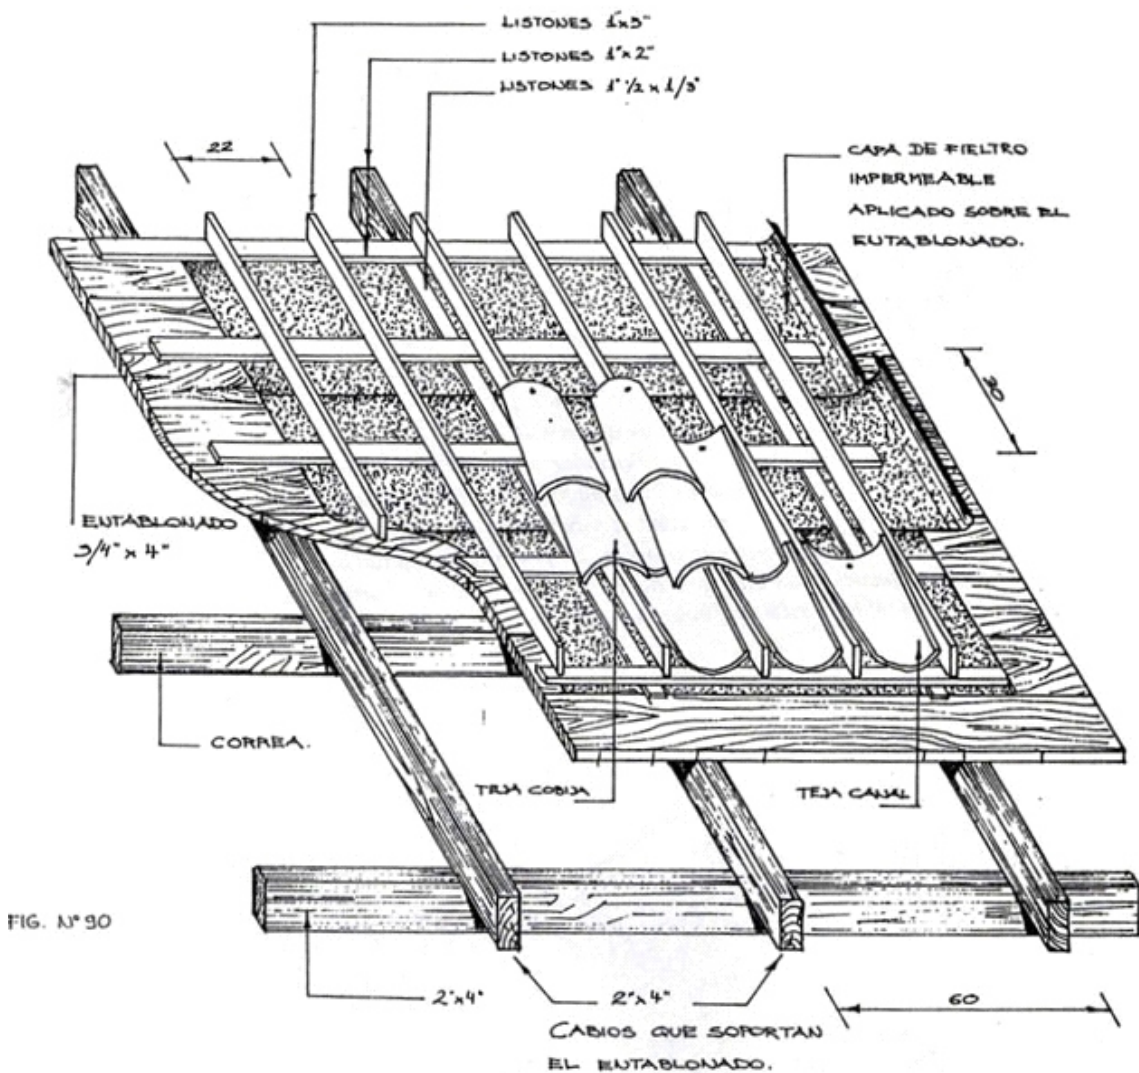 LISTONES 1"x3"
LISTONES 1"x2"
LISTONES 1" 1/2 x 1/3"
22
CAPA DE FIELTRO
IMPERMEABLE
APLICADO SOBRE EL
ENTABLONADO.
30
ENTABLONADO
3/4" x 4"
CORREA.
TEJA COBIJA
TEJA CANAL
FIG. Nº 90
2"x4"
2"x4"
60
CABIOS QUE SOPORTAN
EL ENTABLONADO.